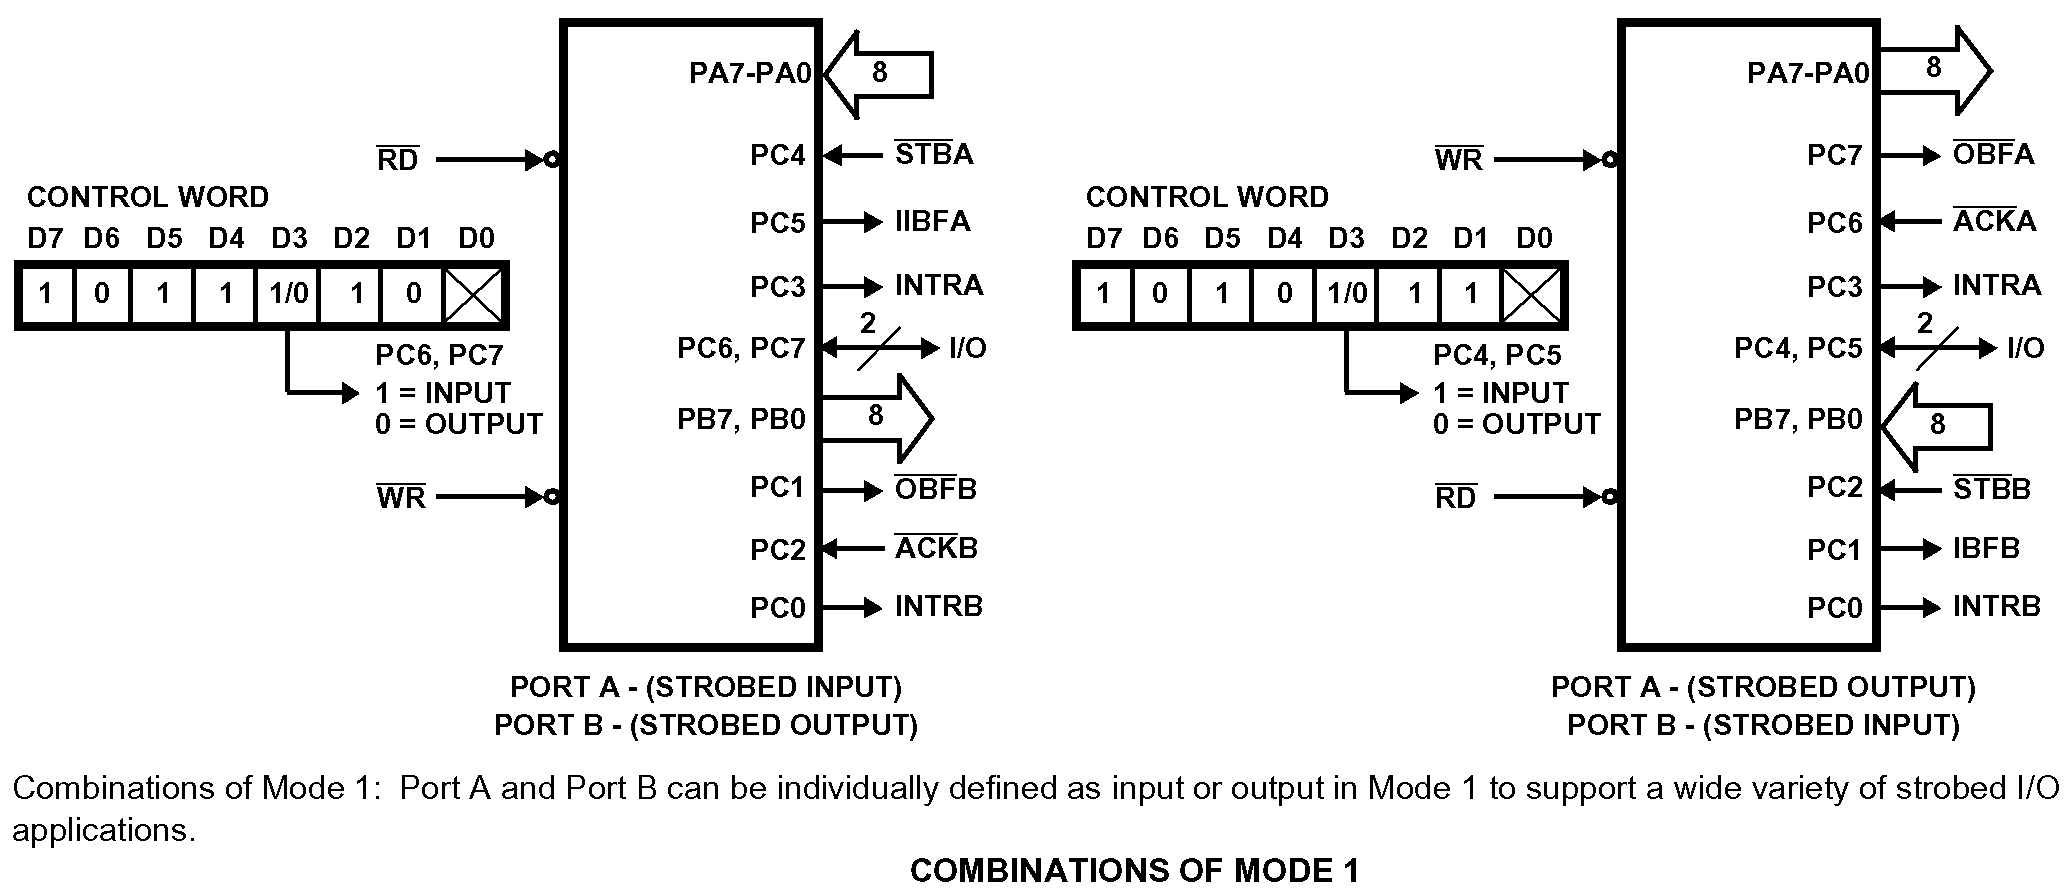 PA7-PA0
8
RD
PC4
STBA
CONTROL WORD
D7 D6 D5 D4 D3 D2 D1 D0
1 0 1 1 1/0 1 0
PC5
IIBFA
PC3
INTRA
PC6, PC7
2
I/O
PC6, PC7
1 = INPUT
0 = OUTPUT
PB7, PB0
8
WR
PC1
OBFB
PC2
ACKB
PC0
INTRB
PORT A - (STROBED INPUT)
PORT B - (STROBED OUTPUT)
PA7-PA0
8
WR
PC7
OBFA
CONTROL WORD
D7 D6 D5 D4 D3 D2 D1 D0
1 0 1 0 1/0 1 1
PC6
ACKA
PC3
INTRA
PC4, PC5
2
I/O
PC4, PC5
1 = INPUT
0 = OUTPUT
PB7, PB0
8
RD
PC2
STBB
PC1
IBFB
PC0
INTRB
PORT A - (STROBED OUTPUT)
PORT B - (STROBED INPUT)
Combinations of Mode 1: Port A and Port B can be individually defined as input or output in Mode 1 to support a wide variety of strobed I/O
applications.
COMBINATIONS OF MODE 1